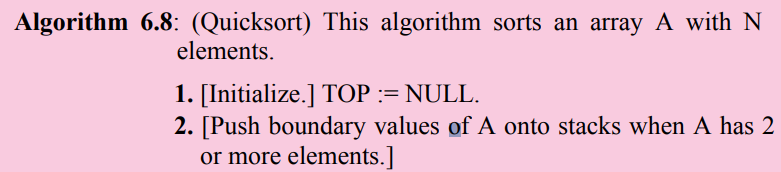 Algorithm 6.8: (Quicksort) This algorithm sorts an array A with N
elements.
1. [Initialize.] TOP := NULL.
2. [Push boundary values of A onto stacks when A has 2
or more elements.]